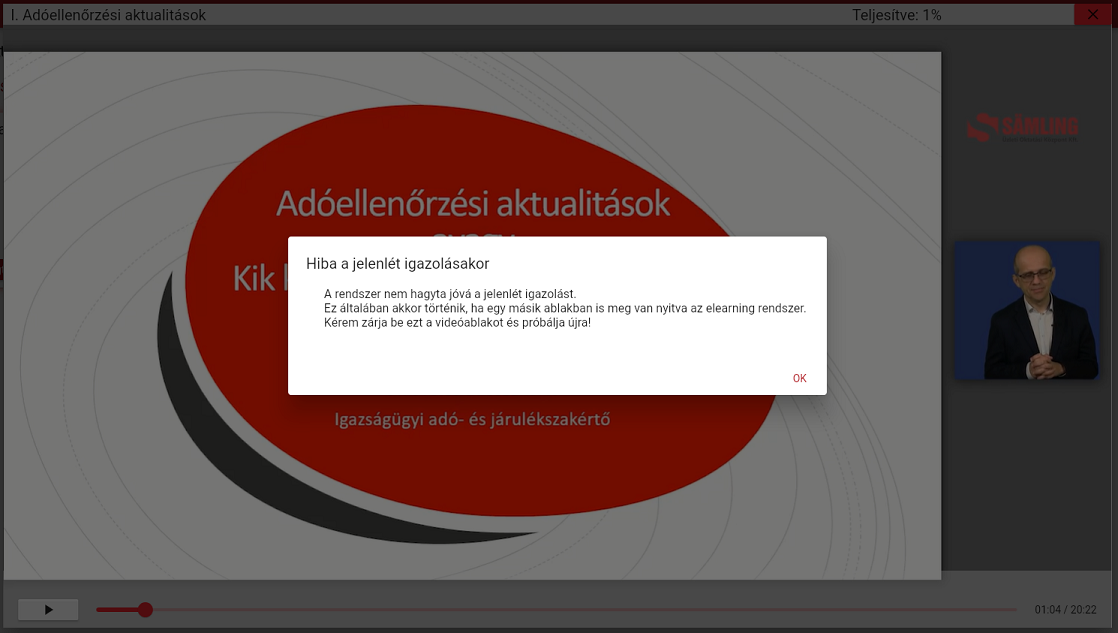 I. Adóellenőrzési aktualitások
Teljesítve: 1%
SÁMLING
Adóellenőrzési aktualitások
Kik
Hiba a jelenlét igazolásakor
A rendszer nem hagyta jóvá a jelenlét igazolást.
Ez általában akkor történik, ha egy másik ablakban is meg van nyitva az elearning rendszer.
Kérem zárja be ezt a videóablakot és próbálja újra!
OK
Igazságügyi adó- és járulékszakértő
01:04 / 20:22